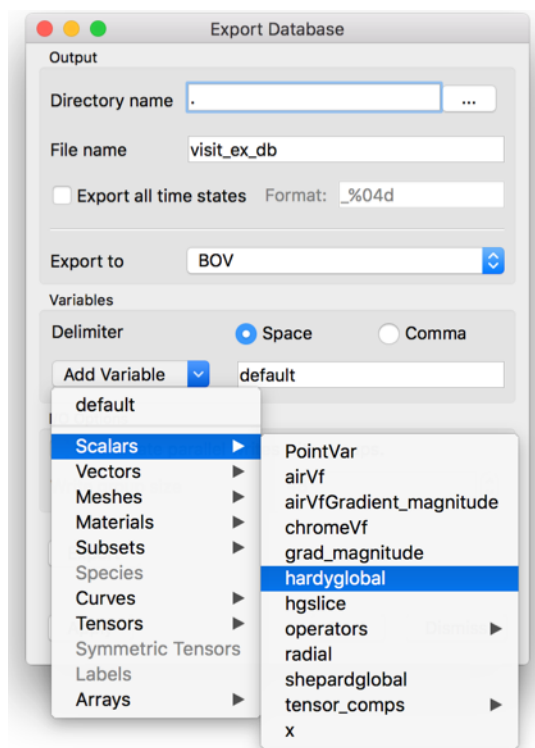 Export Database
Output
Directory name . ...
File name visit_ex_db
Export all time states Format: _%04d
Export to BOV
Variables
Delimiter Space Comma
Add Variable default
default
Scalars
Vectors
Meshes
Materials
Subsets
Species
Curves
Tensors
Symmetric Tensors
Labels
Arrays
PointVar
airVf
airVfGradient_magnitude
chromeVf
grad_magnitude
hardyglobal
hgslice
operators
radial
shepardglobal
tensor_comps
x